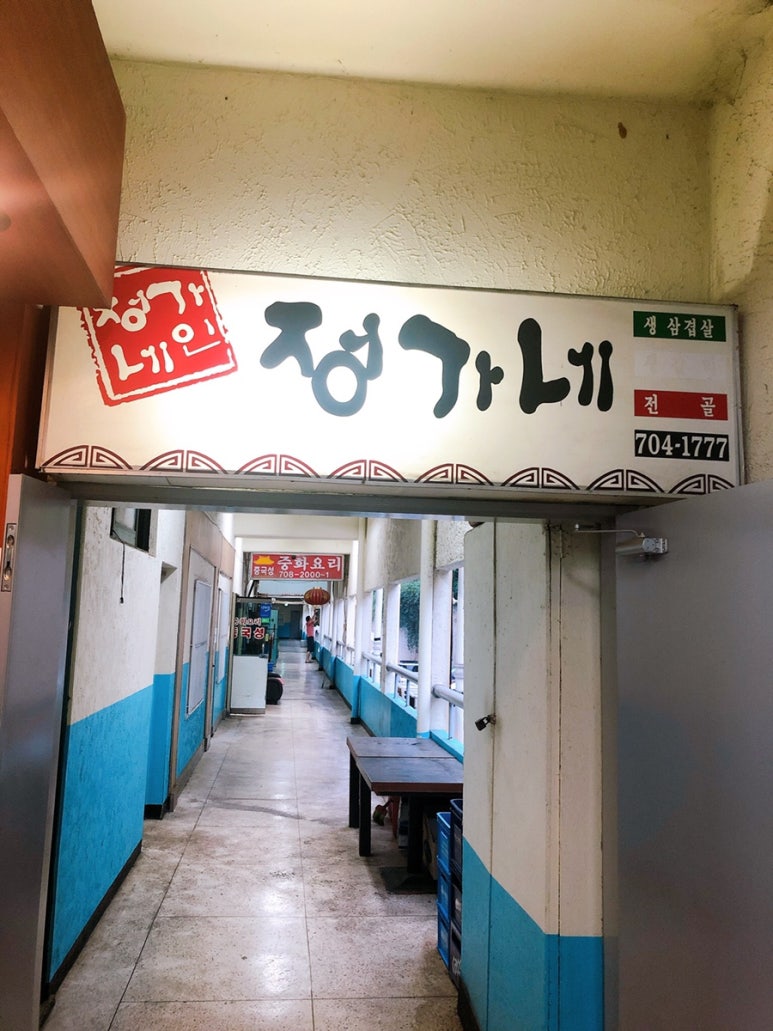 정가
네인
정가네
생삼겹살
전골
704-1777
중국성
중화요리
708-2000-1
국성